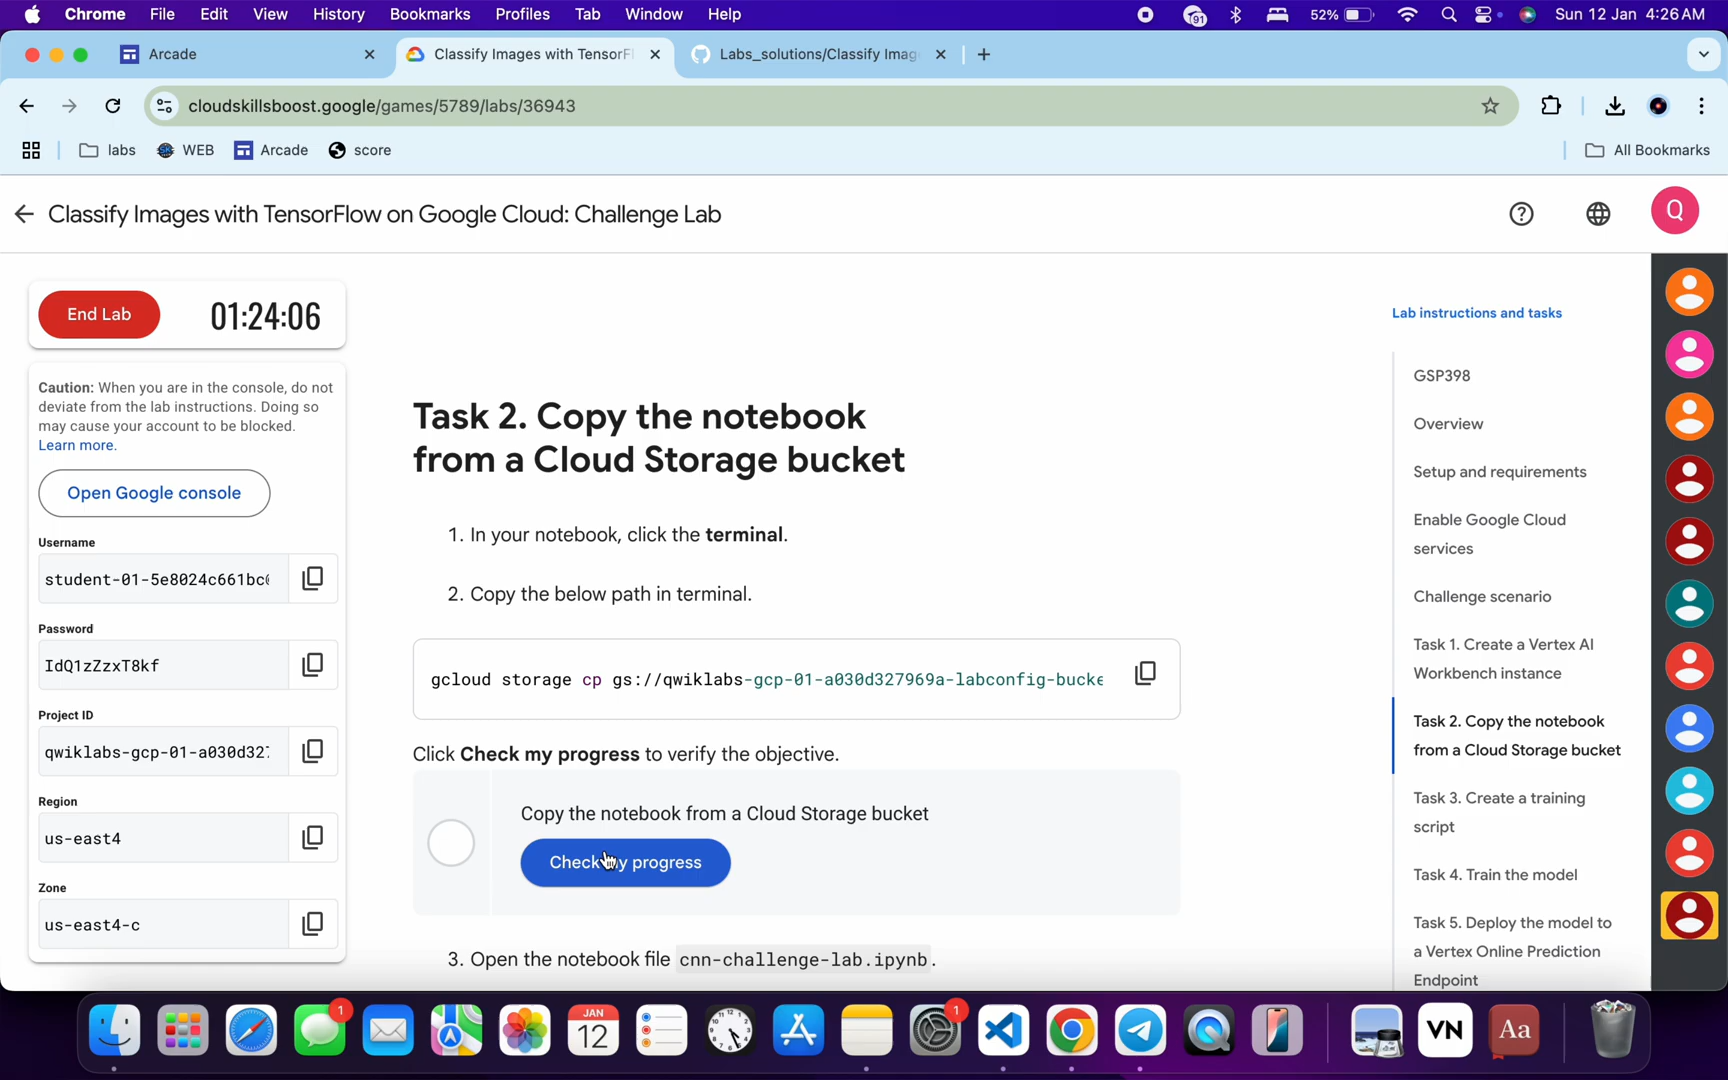 Chrome File Edit View History Bookmarks Profiles Tab Window Help 91 52% Sun 12 Jan 4:26 AM
Arcade Classify Images with TensorF Labs_solutions/Classify Imag
cloudskillsboost.google/games/5789/labs/36943
labs WEB Arcade score All Bookmarks
Classify Images with TensorFlow on Google Cloud: Challenge Lab Q
End Lab 01:24:06
Caution: When you are in the console, do not
deviate from the lab instructions. Doing so
may cause your account to be blocked.
Learn more.
Open Google console
Username
student-01-5e8024c661bc
Password
IdQ1zZzxT8kf
Project ID
qwiklabs-gcp-01-a030d32
Region
us-east4
Zone
us-east4-c
Task 2. Copy the notebook
from a Cloud Storage bucket
1. In your notebook, click the terminal.
2. Copy the below path in terminal.
gcloud storage cp gs://qwiklabs-gcp-01-a030d327969a-labconfig-bucke
Click Check my progress to verify the objective.
Copy the notebook from a Cloud Storage bucket
Check my progress
3. Open the notebook file cnn-challenge-lab.ipynb.
Lab instructions and tasks
GSP398
Overview
Setup and requirements
Enable Google Cloud
services
Challenge scenario
Task 1. Create a Vertex AI
Workbench instance
Task 2. Copy the notebook
from a Cloud Storage bucket
Task 3. Create a training
script
Task 4. Train the model
Task 5. Deploy the model to
a Vertex Online Prediction
Endpoint
1 JAN 12 1 VN Aa